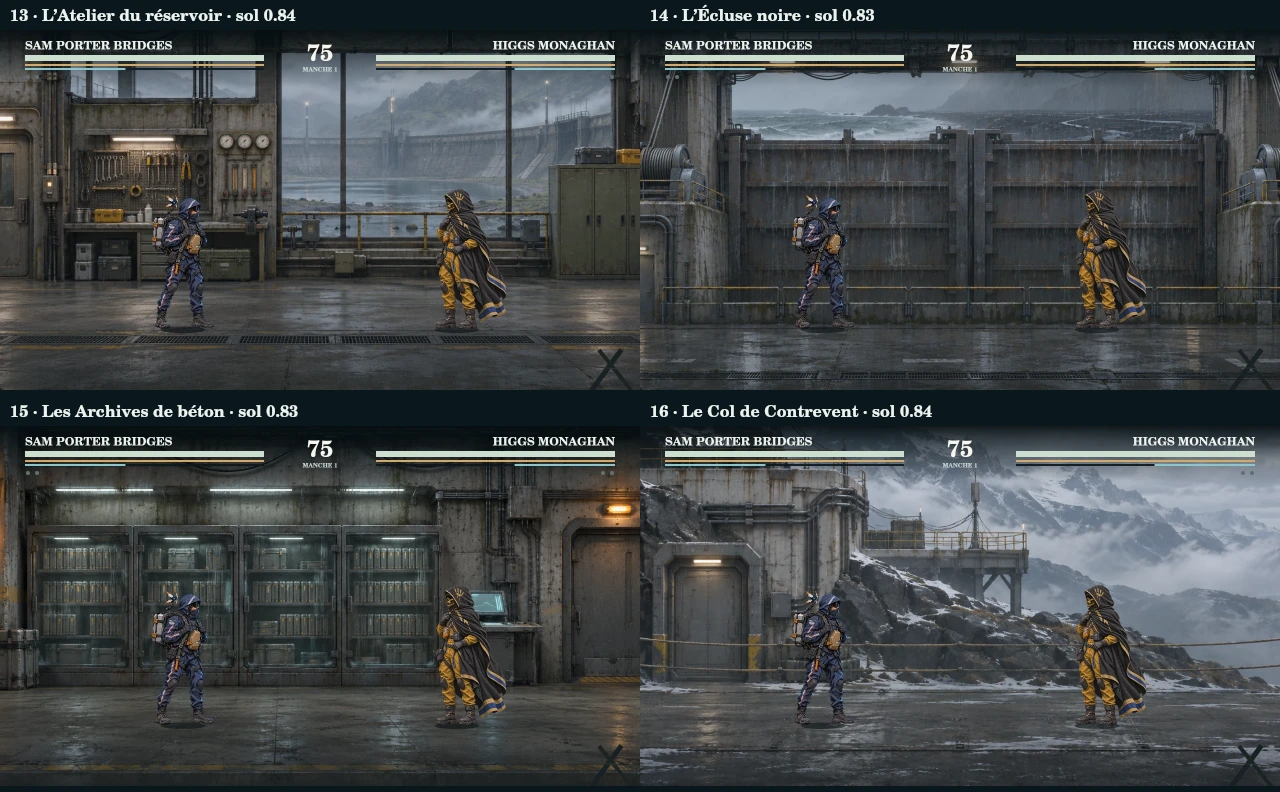 13 · L’Atelier du réservoir · sol 0.84
SAM PORTER BRIDGES
75
MANCHE 1
HIGGS MONAGHAN
14 · L’Écluse noire · sol 0.83
SAM PORTER BRIDGES
75
MANCHE 1
HIGGS MONAGHAN
15 · Les Archives de béton · sol 0.83
SAM PORTER BRIDGES
75
MANCHE 1
HIGGS MONAGHAN
16 · Le Col de Contrevent · sol 0.84
SAM PORTER BRIDGES
75
MANCHE 1
HIGGS MONAGHAN